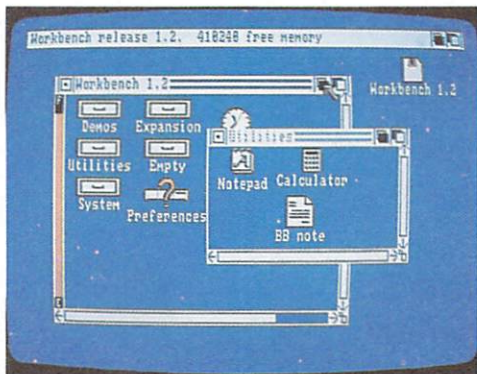 Workbench release 1.2. 418248 free memory
Workbench 1.2
Workbench 1.2
Demos Expansion
Utilities Empty
System Preferences
Utilities
Notepad Calculator
BB note